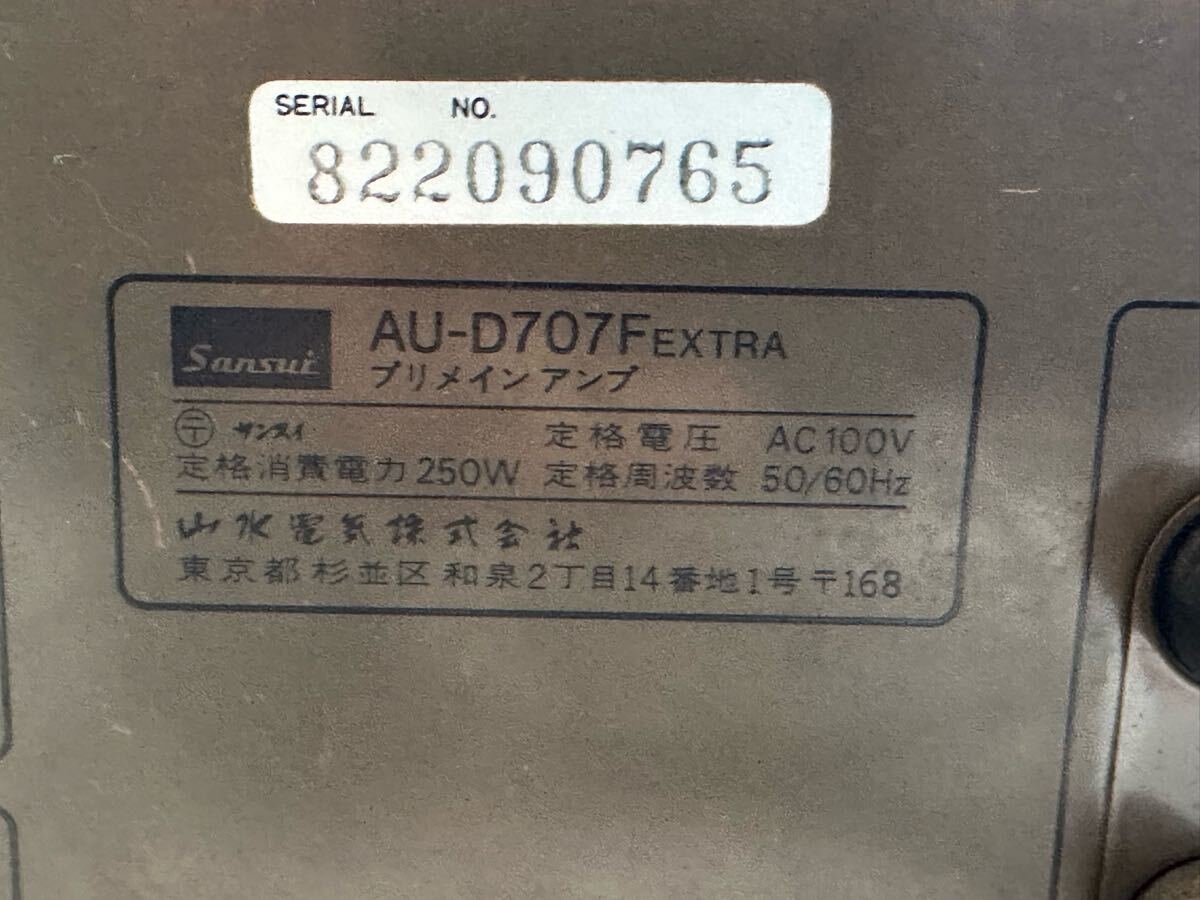 SERIAL NO.
822090765
Sansui AU-D707F EXTRA
プリメインアンプ
〒 サンスイ 定格電圧 AC100V
定格消費電力 250W 定格周波数 50/60Hz
山水電気株式会社
東京都杉並区和泉2丁目14番地1号〒168